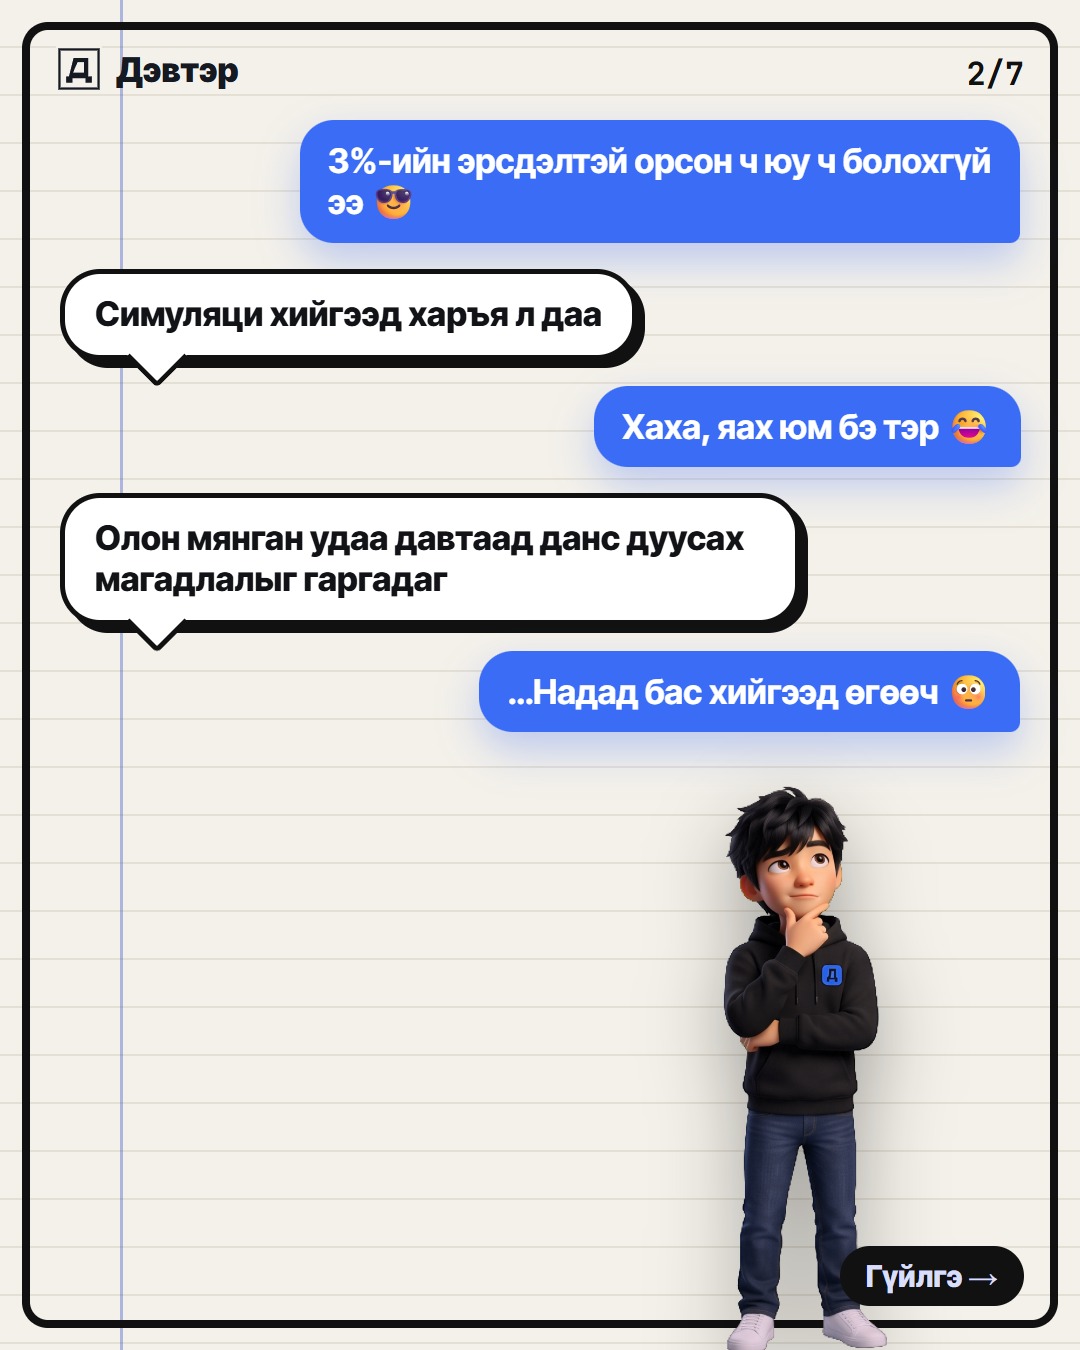 Д Дэвтэр
2/7
3%-ийн эрсдэлтэй орсон ч юу ч болохгүй
ээ 😎
Симуляци хийгээд харъя л даа
Хаха, яах юм бэ тэр 😂
Олон мянган удаа давтаад данс дуусах
магадлалыг гаргадаг
...Надад бас хийгээд өгөөч 😳
Д
Гүйлгэ →